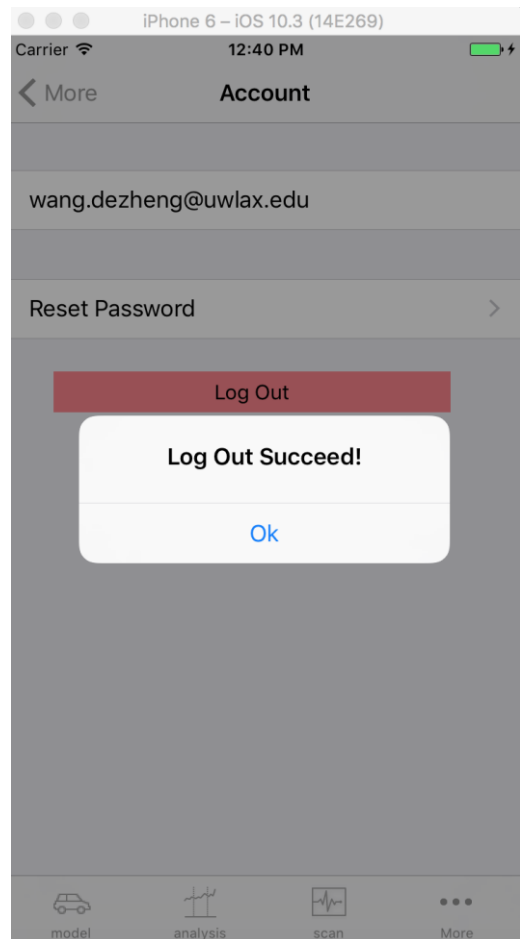 iPhone 6 – iOS 10.3 (14E269)
Carrier 12:40 PM
More Account
wang.dezheng@uwlax.edu
Reset Password
Log Out
Log Out Succeed!
Ok
model analysis scan More